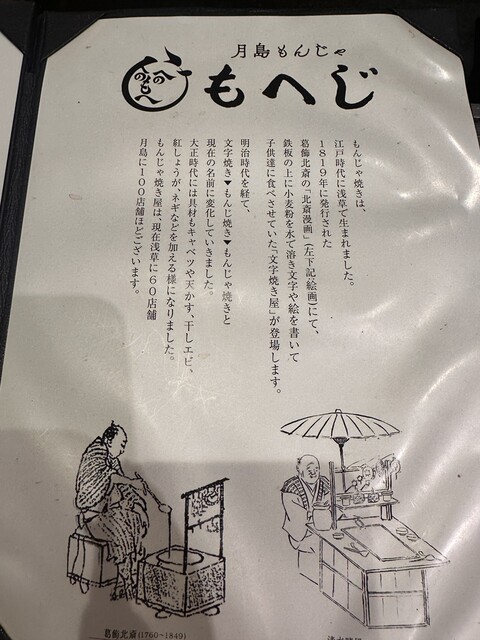 月島もんじゃ
もへじ
へのへのもへ
もんじゃ焼きは、
江戸時代に浅草で生まれました。
1819年に発行された
葛飾北斎の「北斎漫画」(左下記:絵画)にて、
鉄板の上に小麦粉を水で溶き文字や絵を書いて
子供達に食べさせていた「文字焼き屋」が登場します。
明治時代を経て、
文字焼き▼もんじ焼き▼もんじゃ焼きと
現在の名前に変化していきました。
大正時代には具材もキャベツや天かす、干しエビ、
紅しょうが、ネギなどを加える様になりました。
もんじゃ焼き屋は、現在浅草に60店舗
月島に100店舗ほどございます。
葛飾北斎(1760~1849)